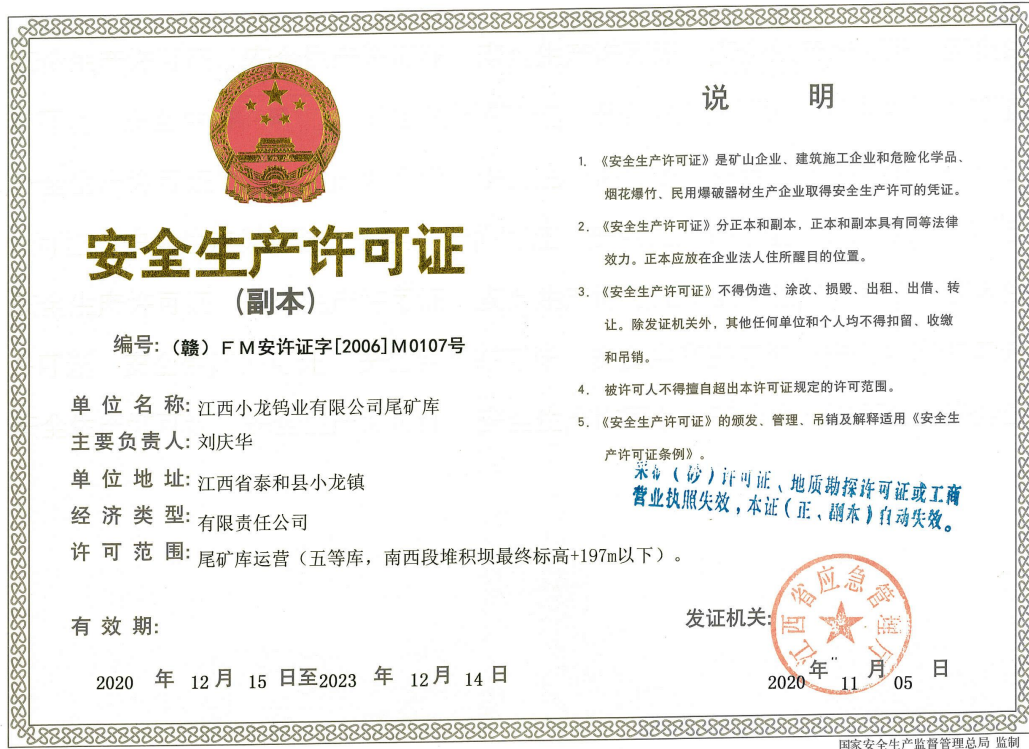 安全生产许可证
(副本)
编号:（赣）ＦＭ安许证字[2006]M0107号
单位名称:江西小龙钨业有限公司尾矿库
主要负责人:刘庆华
单位地址:江西省泰和县小龙镇
经济类型:有限责任公司
许可范围:尾矿库运营（五等库，南西段堆积坝最终标高+197m以下）。
有效期:
2020 年 12月 15 日至2023 年 12月 14日
说 明
1. 《安全生产许可证》是矿山企业、建筑施工企业和危险化学品、
烟花爆竹、民用爆破器材生产企业取得安全生产许可的凭证。
2. 《安全生产许可证》分正本和副本，正本和副本具有同等法律
效力。正本应放在企业法人住所醒目的位置。
3. 《安全生产许可证》不得伪造、涂改、损毁、出租、出借、转
让。除发证机关外，其他任何单位和个人均不得扣留、收缴
和吊销。
4. 被许可人不得擅自超出本许可证规定的许可范围。
5. 《安全生产许可证》的颁发、管理、吊销及解释适用《安全生
产许可证条例》。
采矿（砂）许可证、地质勘探许可证或工商
营业执照失效，本证（正、副本）自动失效。
发证机关:
江西省应急管理厅
2020年 11月 05 日
国家安全生产监督管理总局 监制